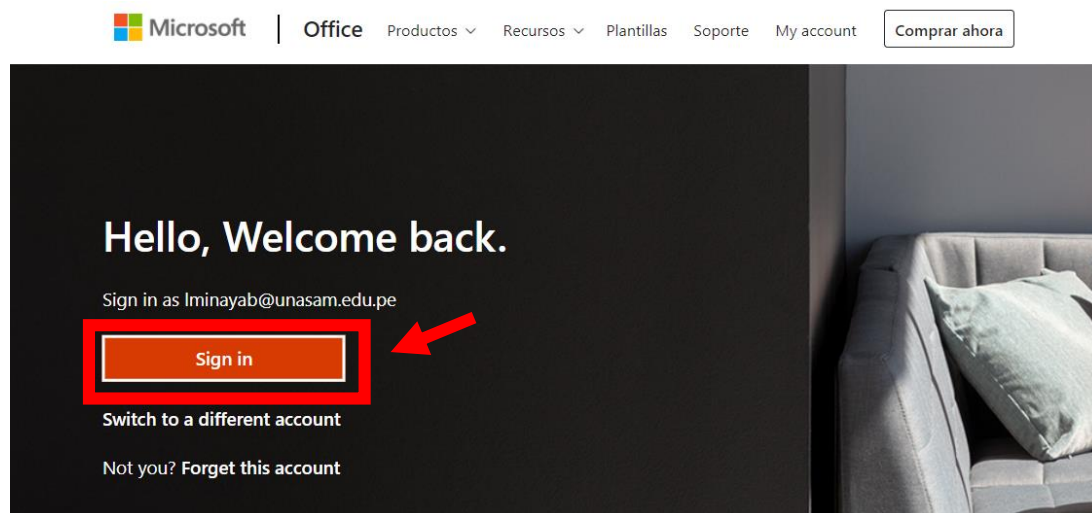 Microsoft | Office Productos Recursos Plantillas Soporte My account Comprar ahora
Hello, Welcome back.
Sign in as lminayab@unasam.edu.pe
Sign in
Switch to a different account
Not you? Forget this account